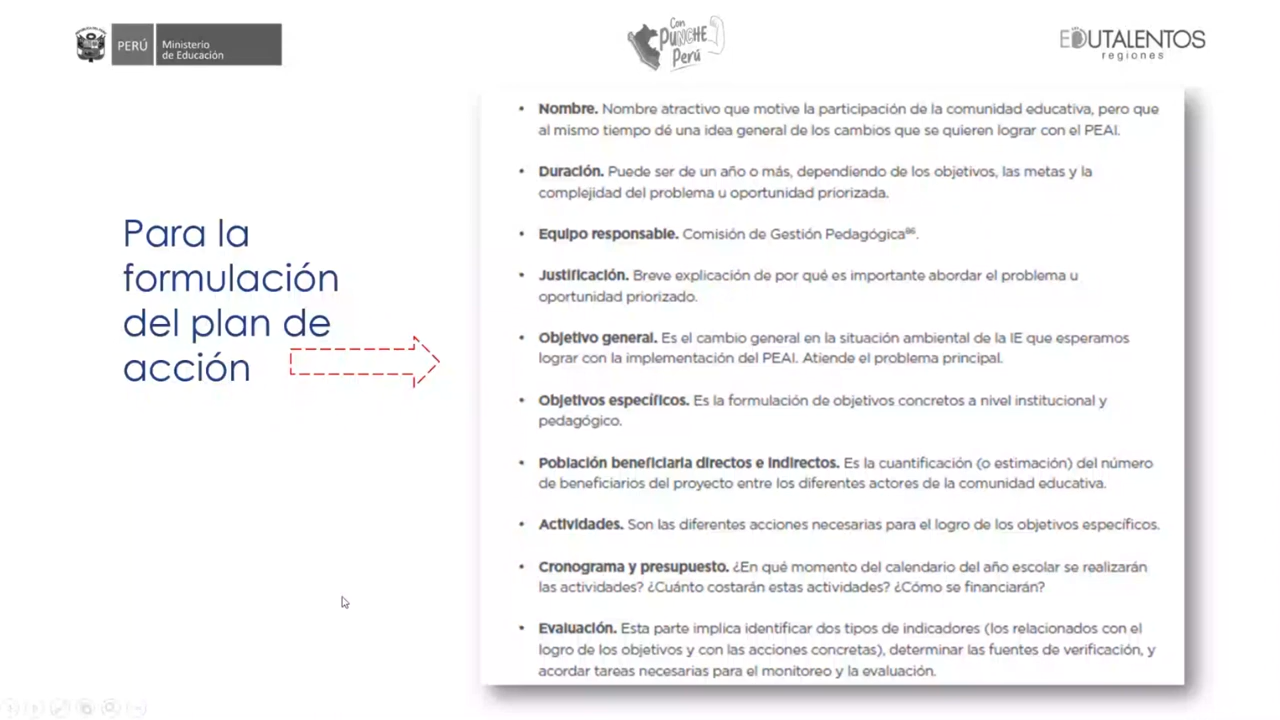 PERÚ
Ministerio
de Educación
Con
PUNCHE
Perú
EDUTALENTOS
regiones
Para la
formulación
del plan de
acción
• Nombre. Nombre atractivo que motive la participación de la comunidad educativa, pero que
al mismo tiempo dé una idea general de los cambios que se quieren lograr con el PEAI.
• Duración. Puede ser de un año o más, dependiendo de los objetivos, las metas y la
complejidad del problema u oportunidad priorizada.
• Equipo responsable. Comisión de Gestión Pedagógica⁸⁶.
• Justificación. Breve explicación de por qué es importante abordar el problema u
oportunidad priorizado.
• Objetivo general. Es el cambio general en la situación ambiental de la IE que esperamos
lograr con la implementación del PEAI. Atiende el problema principal.
• Objetivos específicos. Es la formulación de objetivos concretos a nivel institucional y
pedagógico.
• Población beneficiaria directos e indirectos. Es la cuantificación (o estimación) del número
de beneficiarios del proyecto entre los diferentes actores de la comunidad educativa.
• Actividades. Son las diferentes acciones necesarias para el logro de los objetivos específicos.
• Cronograma y presupuesto. ¿En qué momento del calendario del año escolar se realizarán
las actividades? ¿Cuánto costarán estas actividades? ¿Cómo se financiarán?
• Evaluación. Esta parte implica identificar dos tipos de indicadores (los relacionados con el
logro de los objetivos y con las acciones concretas), determinar las fuentes de verificación, y
acordar tareas necesarias para el monitoreo y la evaluación.